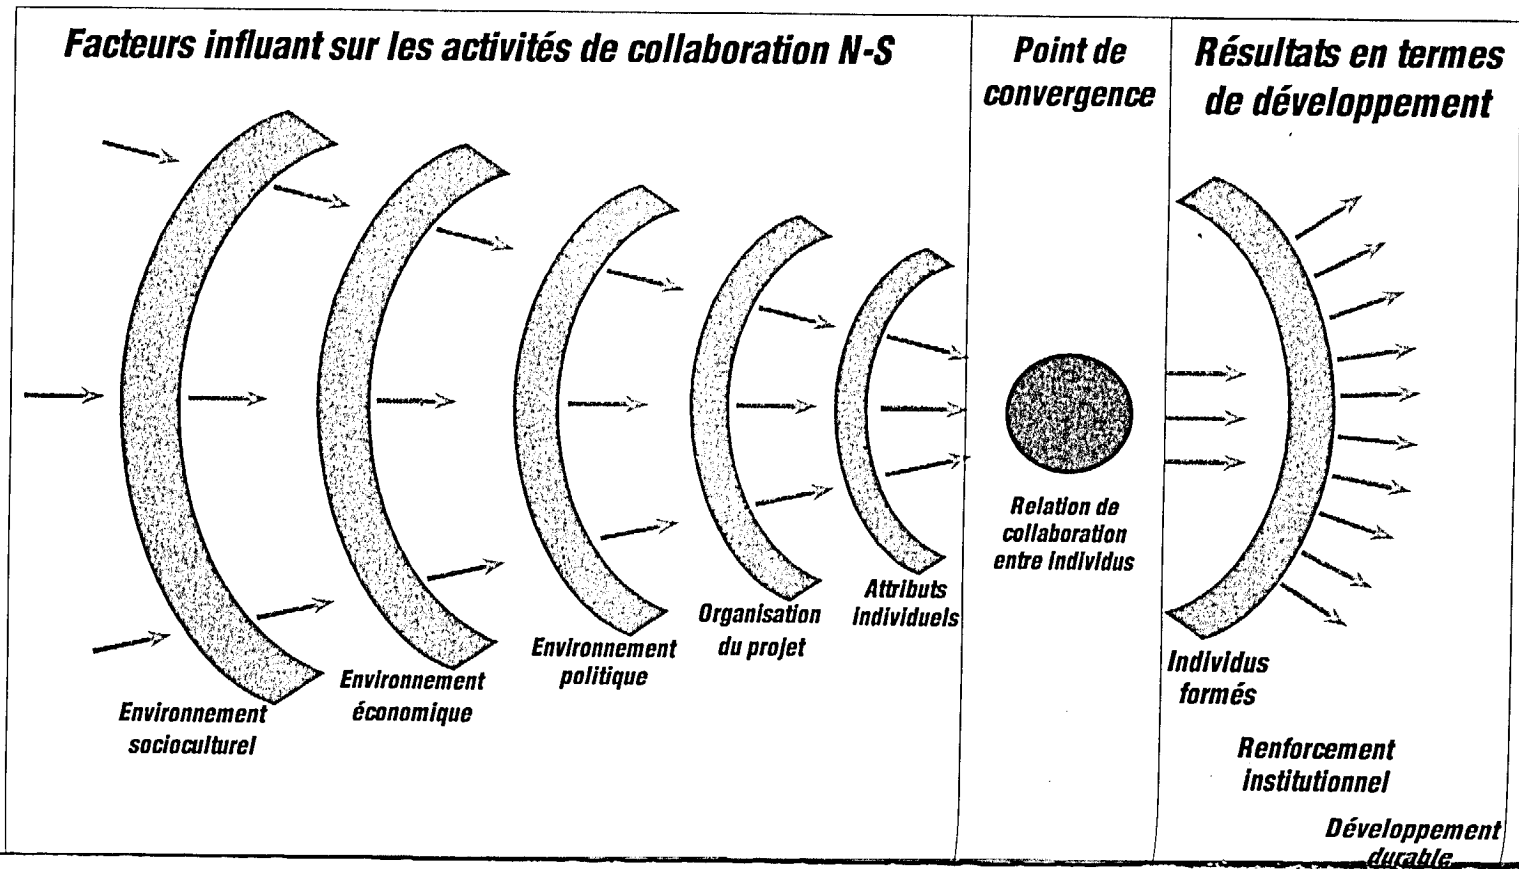 Facteurs influant sur les activités de collaboration N-S
Environnement
socioculturel
Environnement
économique
Environnement
politique
Organisation
du projet
Attributs
individuels
Point de
convergence
Relation de
collaboration
entre individus
Résultats en termes
de développement
Individus
formés
Renforcement
institutionnel
Développement
durable